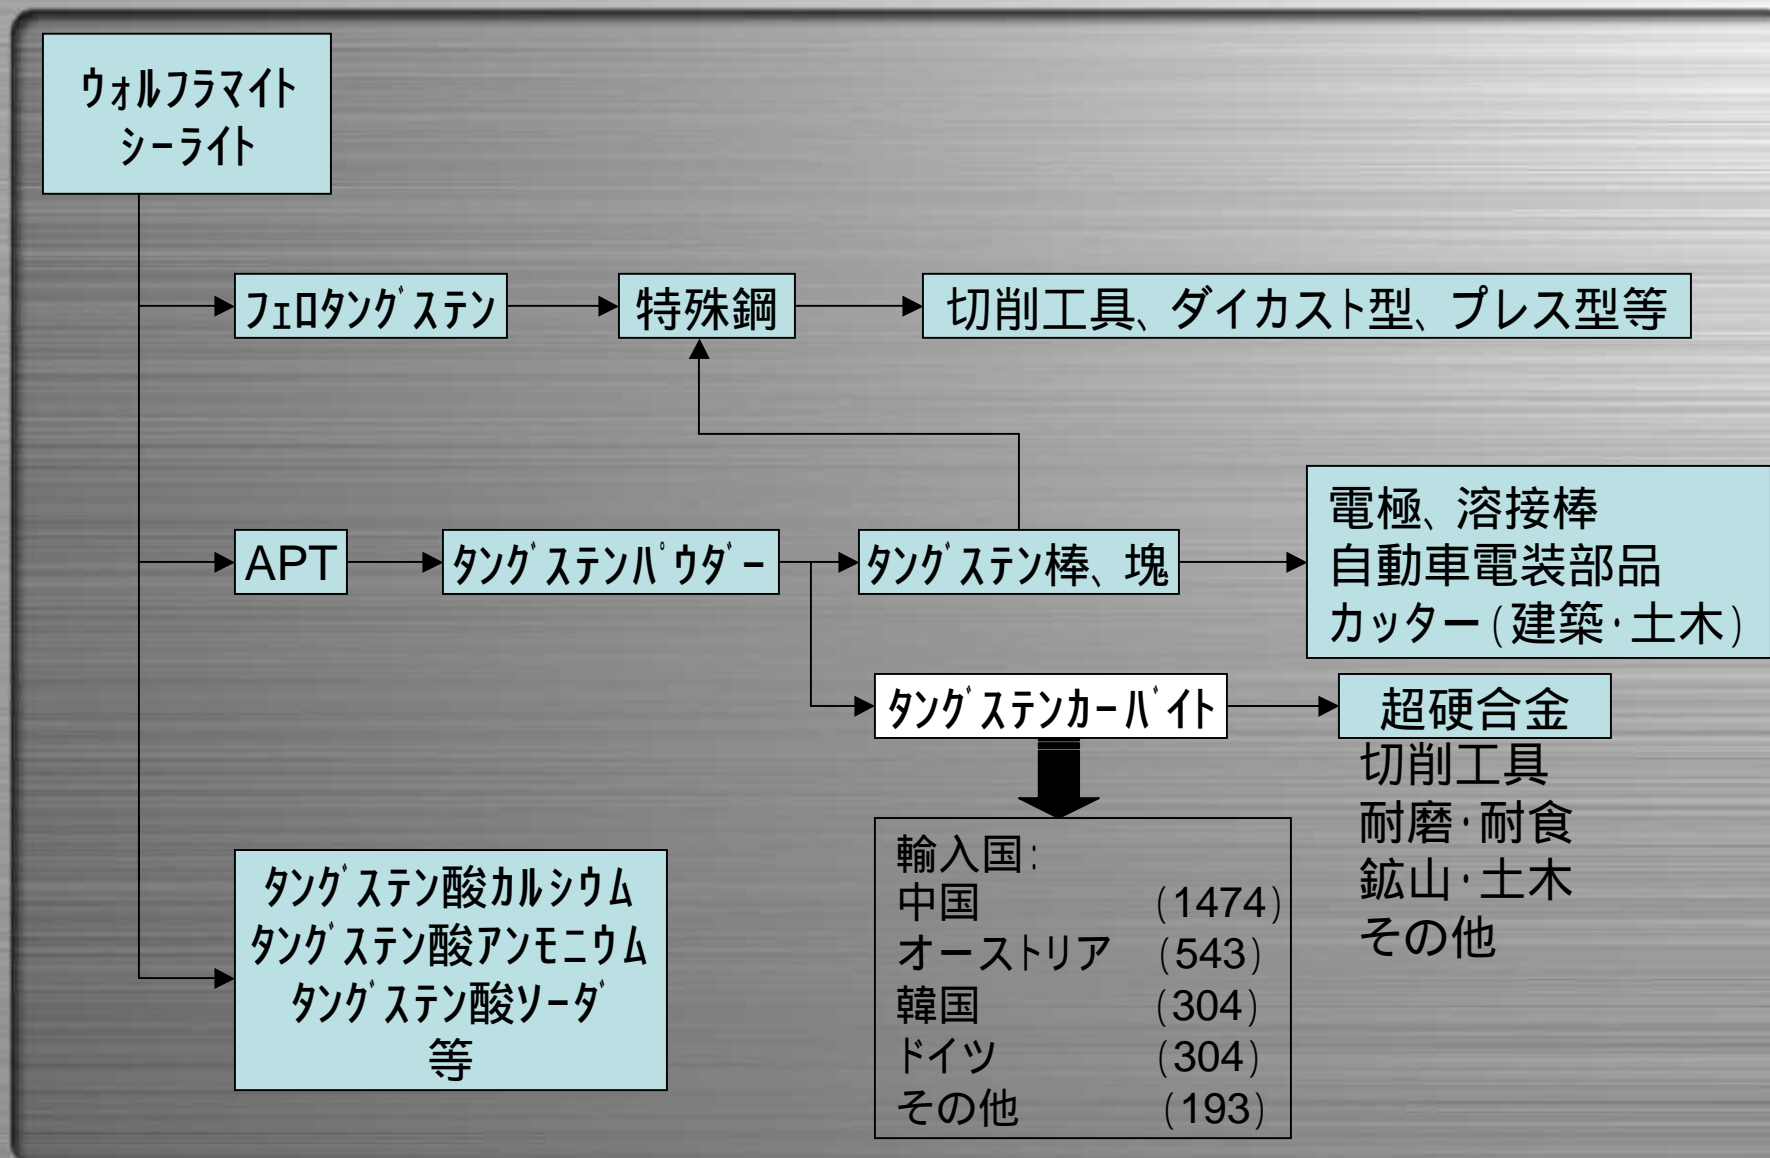 ウォルフラマイト
シーライト
フェロタングステン
特殊鋼
切削工具、ダイカスト型、プレス型等
APT
タングステンパウダー
タングステン棒、塊
電極、溶接棒
自動車電装部品
カッター(建築・土木)
タングステンカーバイト
超硬合金
切削工具
耐磨・耐食
鉱山・土木
その他
輸入国:
中国 (1474)
オーストリア (543)
韓国 (304)
ドイツ (304)
その他 (193)
タングステン酸カルシウム
タングステン酸アンモニウム
タングステン酸ソーダ
等